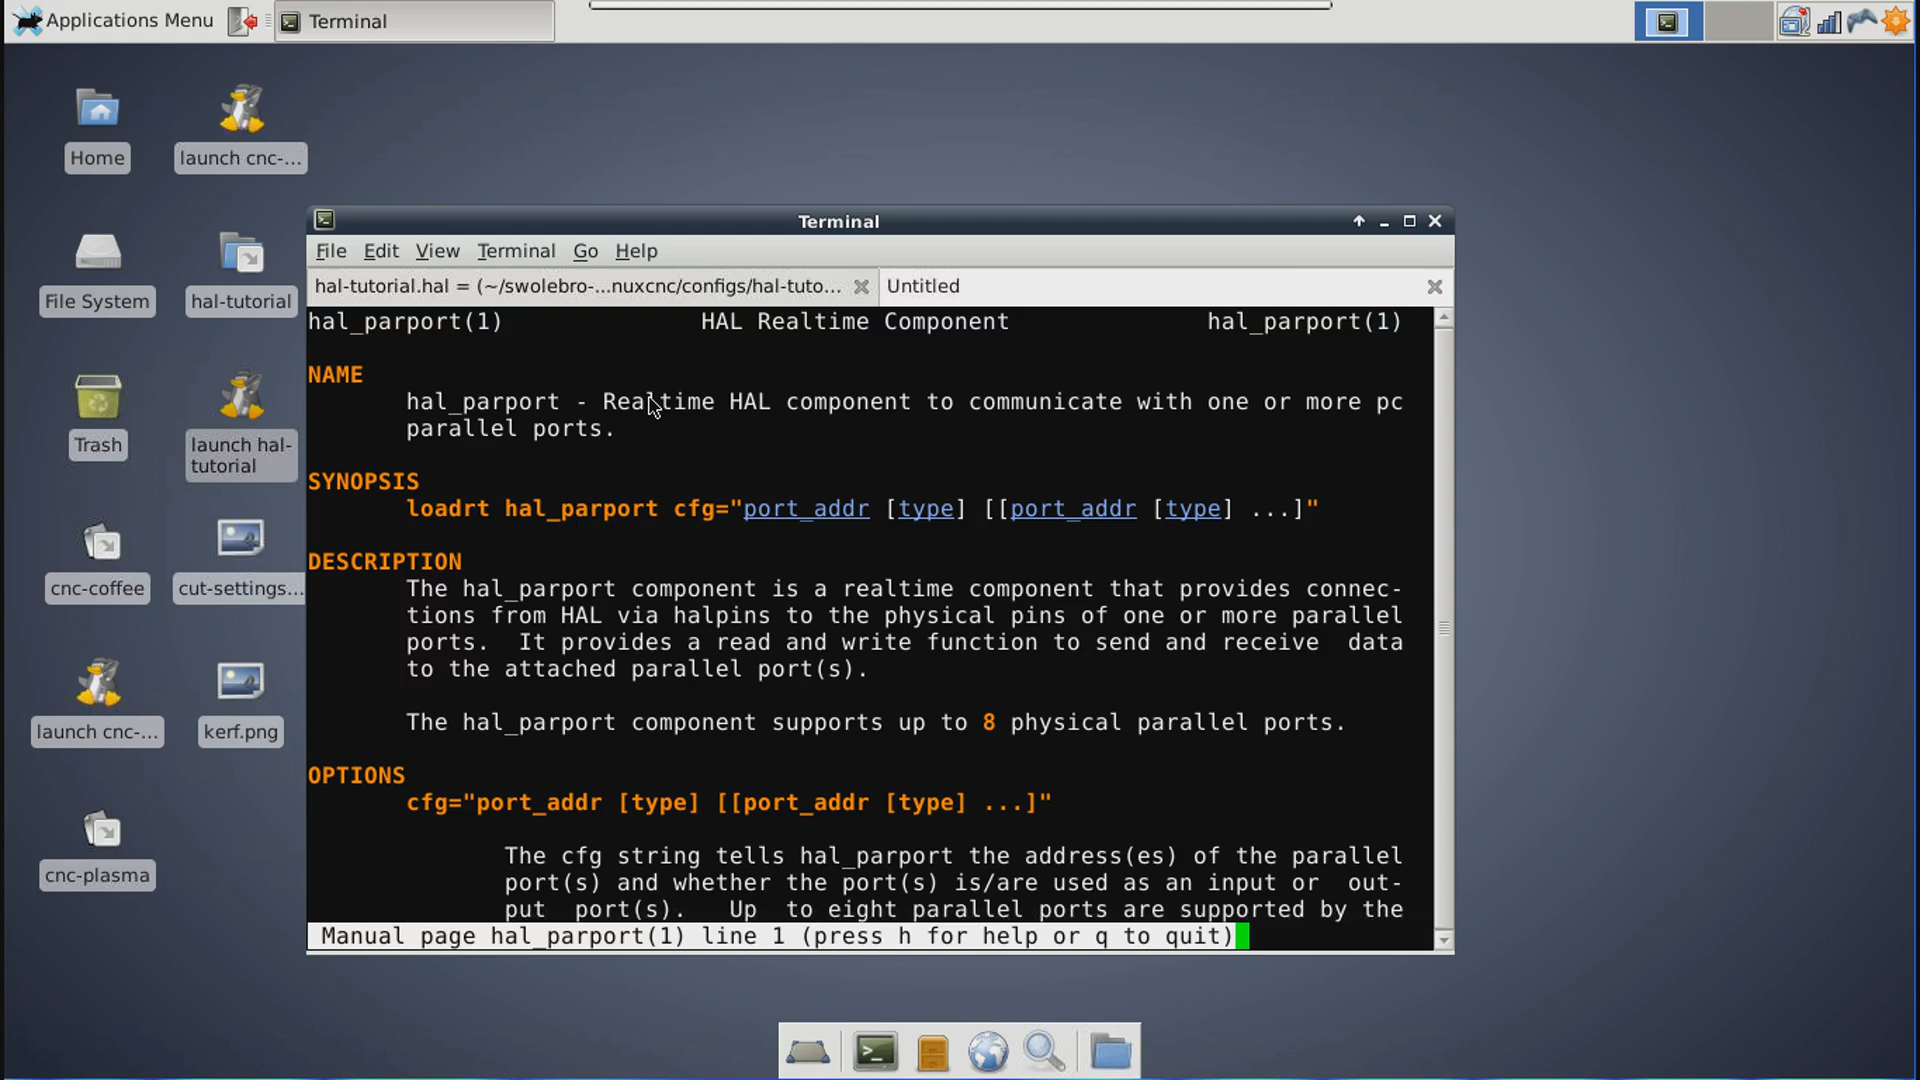 Applications Menu
Terminal
Home
launch cnc-...
File System
hal-tutorial
Trash
launch hal-
tutorial
cnc-coffee
cut-settings...
launch cnc-...
kerf.png
cnc-plasma
Terminal
File Edit View Terminal Go Help
hal-tutorial.hal = (~/swolebro-...nuxcnc/configs/hal-tuto...
Untitled
hal_parport(1) HAL Realtime Component hal_parport(1)
NAME
hal_parport - Realtime HAL component to communicate with one or more pc
parallel ports.
SYNOPSIS
loadrt hal_parport cfg="port_addr [type] [[port_addr [type] ...]"
DESCRIPTION
The hal_parport component is a realtime component that provides connec-
tions from HAL via halpins to the physical pins of one or more parallel
ports. It provides a read and write function to send and receive data
to the attached parallel port(s).
The hal_parport component supports up to 8 physical parallel ports.
OPTIONS
cfg="port_addr [type] [[port_addr [type] ...]"
The cfg string tells hal_parport the address(es) of the parallel
port(s) and whether the port(s) is/are used as an input or out-
put port(s). Up to eight parallel ports are supported by the
Manual page hal_parport(1) line 1 (press h for help or q to quit)